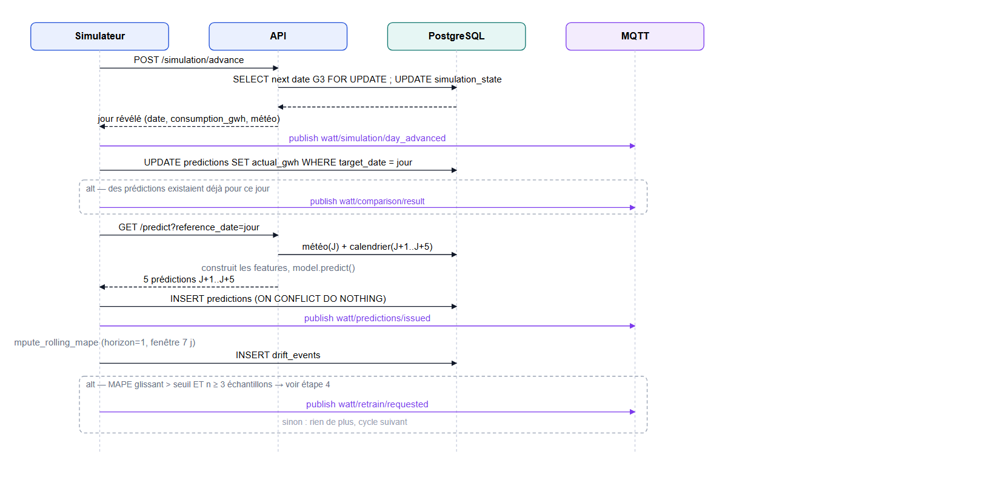 Simulateur
API
PostgreSQL
MQTT
POST /simulation/advance
SELECT next date G3 FOR UPDATE ; UPDATE simulation_state
jour révélé (date, consumption_gwh, météo)
publish watt/simulation/day_advanced
UPDATE predictions SET actual_gwh WHERE target_date = jour
alt — des prédictions existaient déjà pour ce jour
publish watt/comparison/result
GET /predict?reference_date=jour
météo(J) + calendrier(J+1..J+5)
construit les features, model.predict()
5 prédictions J+1..J+5
INSERT predictions (ON CONFLICT DO NOTHING)
publish watt/predictions/issued
mpute_rolling_mape (horizon=1, fenêtre 7 j)
INSERT drift_events
alt — MAPE glissant > seuil ET n ≥ 3 échantillons → voir étape 4
publish watt/retrain/requested
sinon : rien de plus, cycle suivant